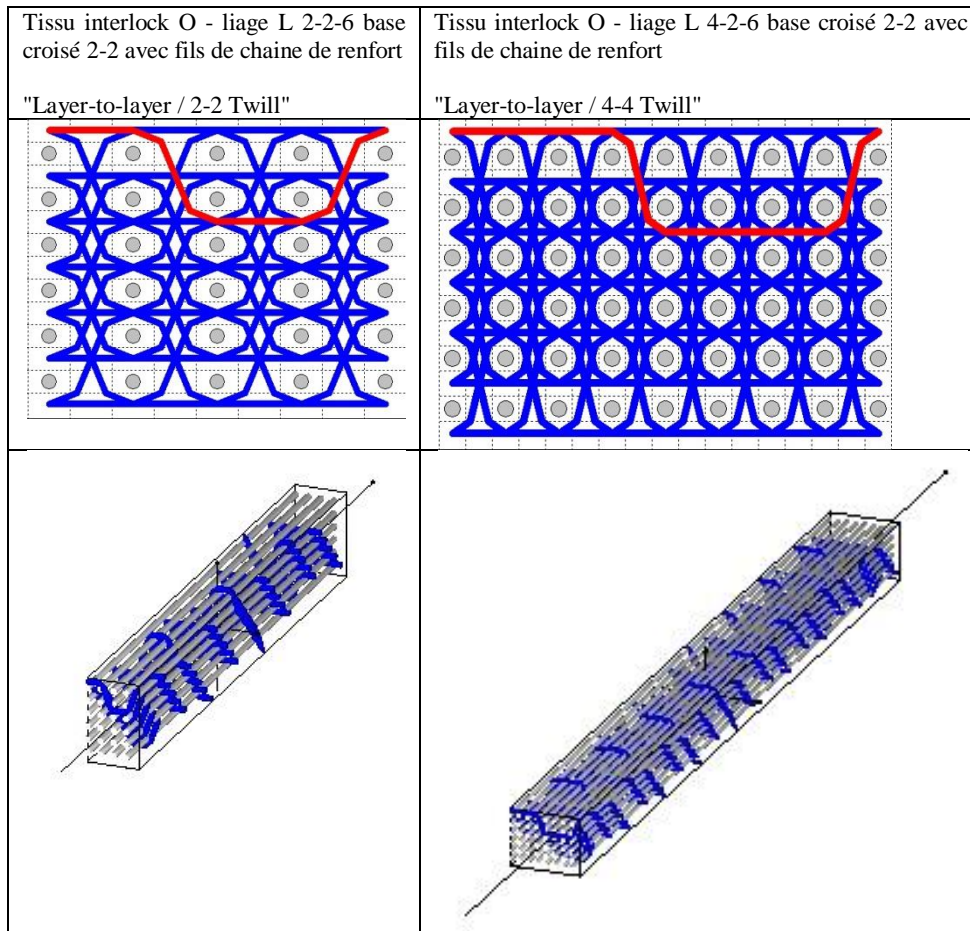 Tissu interlock O - liage L 2-2-6 base
croisé 2-2 avec fils de chaine de renfort
"Layer-to-layer / 2-2 Twill"
Tissu interlock O - liage L 4-2-6 base croisé 2-2 avec
fils de chaine de renfort
"Layer-to-layer / 4-4 Twill"